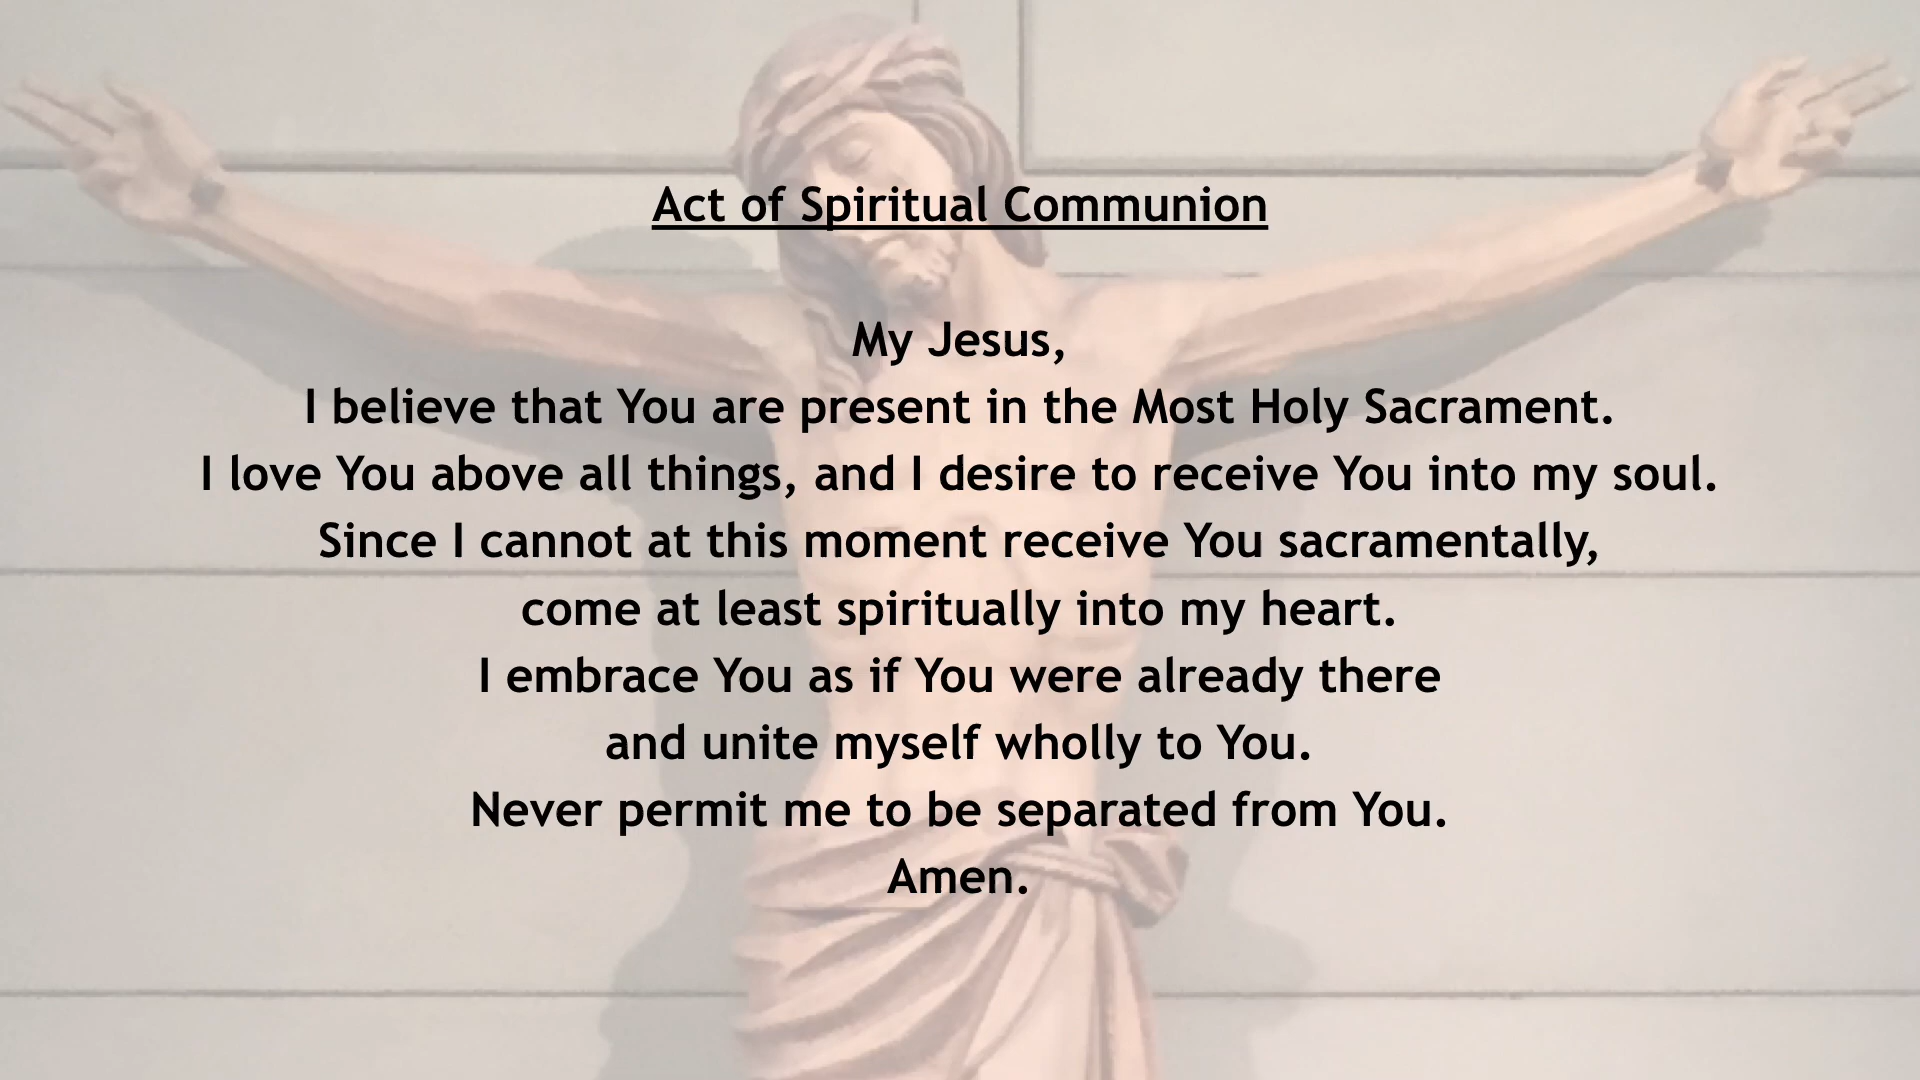 Act of Spiritual Communion
My Jesus,
I believe that You are present in the Most Holy Sacrament.
I love You above all things, and I desire to receive You into my soul.
Since I cannot at this moment receive You sacramentally,
come at least spiritually into my heart.
I embrace You as if You were already there
and unite myself wholly to You.
Never permit me to be separated from You.
Amen.